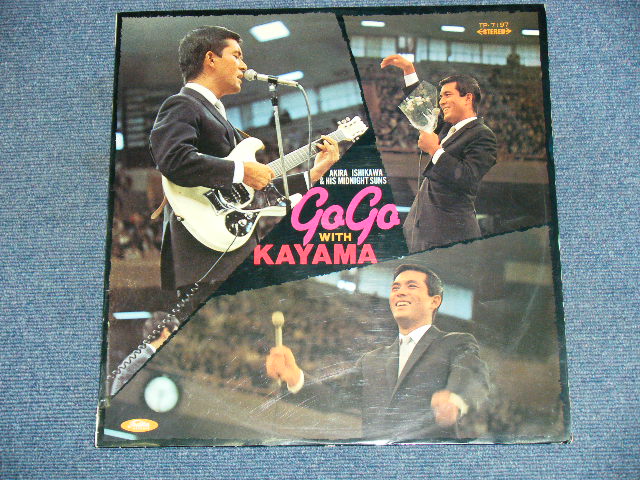 TP-7197
STEREO
AKIRA ISHIKAWA
& HIS MIDNIGHT SUNS
GoGo
WITH
KAYAMA